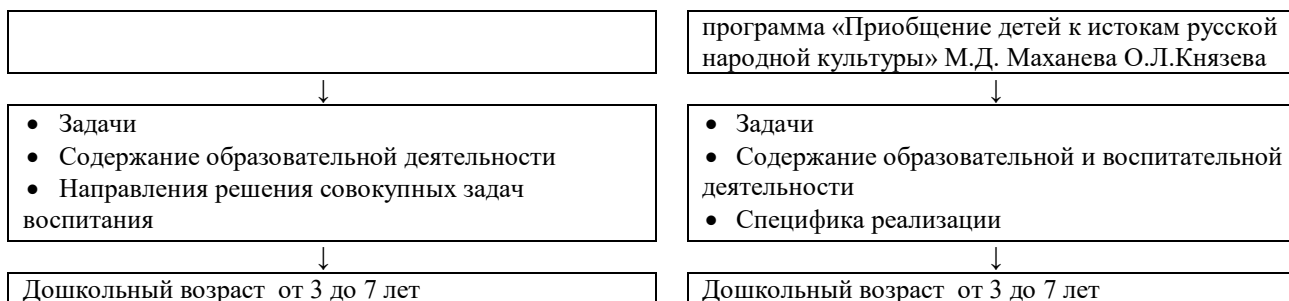 программа «Приобщение детей к истокам русской
народной культуры» М.Д. Маханева О.Л.Князева
↓
↓
• Задачи
• Содержание образовательной деятельности
• Направления решения совокупных задач
воспитания
• Задачи
• Содержание образовательной и воспитательной
деятельности
• Специфика реализации
↓
↓
Дошкольный возраст от 3 до 7 лет
Дошкольный возраст от 3 до 7 лет